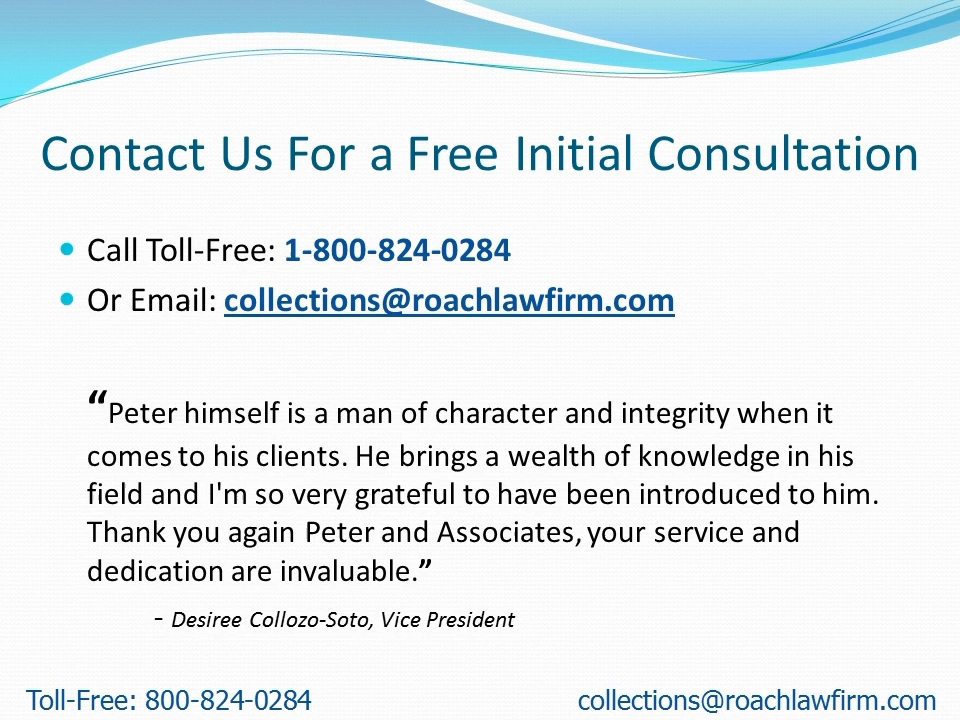 Contact Us For a Free Initial Consultation
• Call Toll-Free: 1-800-824-0284
• Or Email: collections@roachlawfirm.com
“Peter himself is a man of character and integrity when it
comes to his clients. He brings a wealth of knowledge in his
field and I'm so very grateful to have been introduced to him.
Thank you again Peter and Associates, your service and
dedication are invaluable.”
- Desiree Collozo-Soto, Vice President
Toll-Free: 800-824-0284 collections@roachlawfirm.com